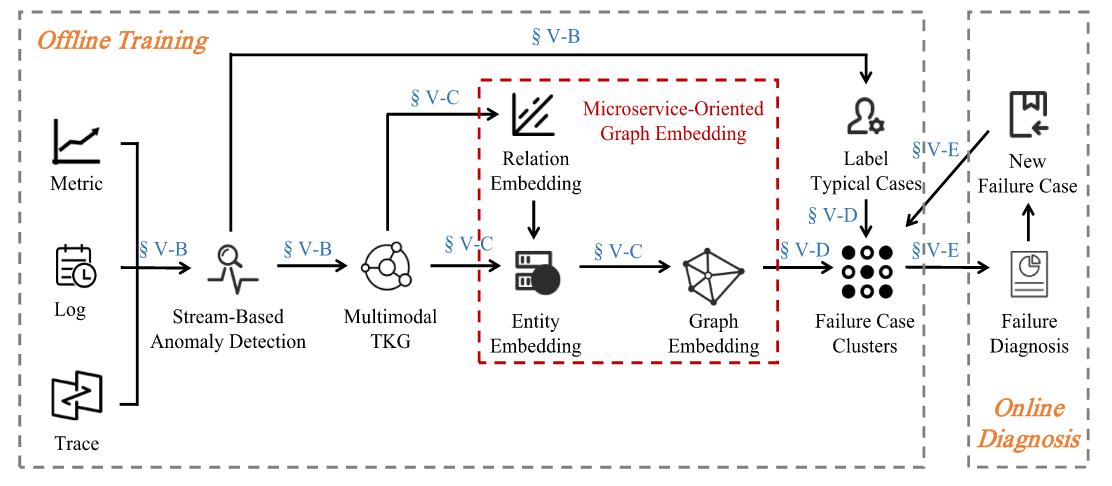 Offline Training
§ V-B
§ V-C
Microservice-Oriented
Graph Embedding
Metric
Relation
Embedding
Label
Typical Cases
§ V-E
New
Failure Case
§ V-D
§ V-B
§ V-B
§ V-C
§ V-C
§ V-D
§ V-E
Log
Stream-Based
Anomaly Detection
Multimodal
TKG
Entity
Embedding
Graph
Embedding
Failure Case
Clusters
Failure
Diagnosis
Trace
Online
Diagnosis